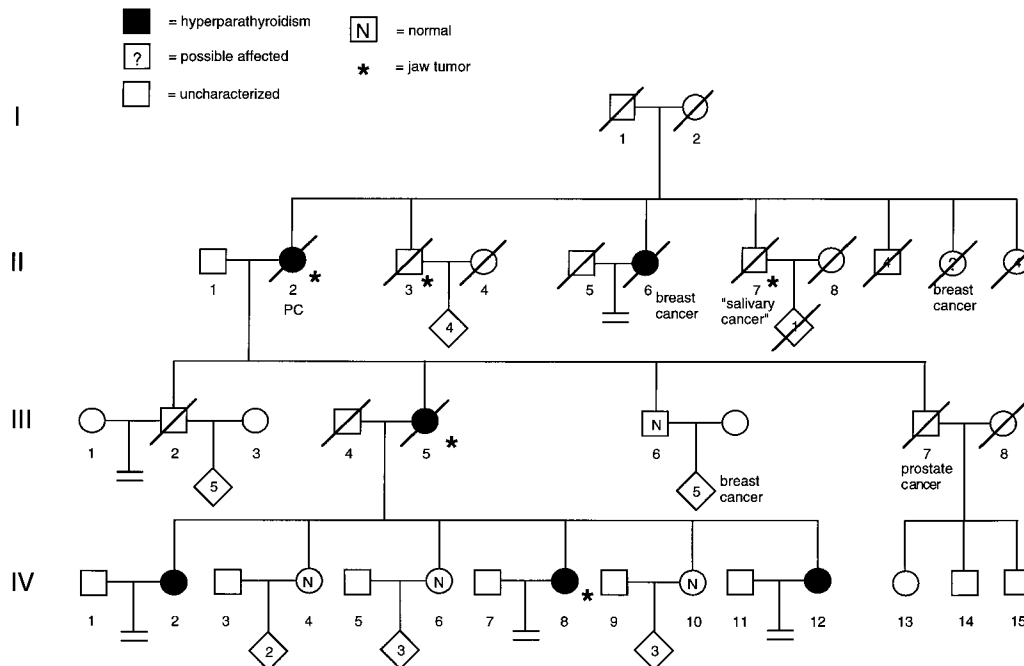 = hyperparathyroidism
N = normal
? = possible affected
* = jaw tumor
= uncharacterized
I
1 2
II
4 ? 4
1 2 * 3 * 4 5 6 7 * 8
PC
breast cancer
"salivary cancer"
breast cancer
4
1
III
N
1 2 3 4 5 * 6 7 8
prostate cancer
5
5
breast cancer
IV
N N N
1 2 3 4 5 6 7 8 * 9 10 11 12 13 14 15
2 3 3